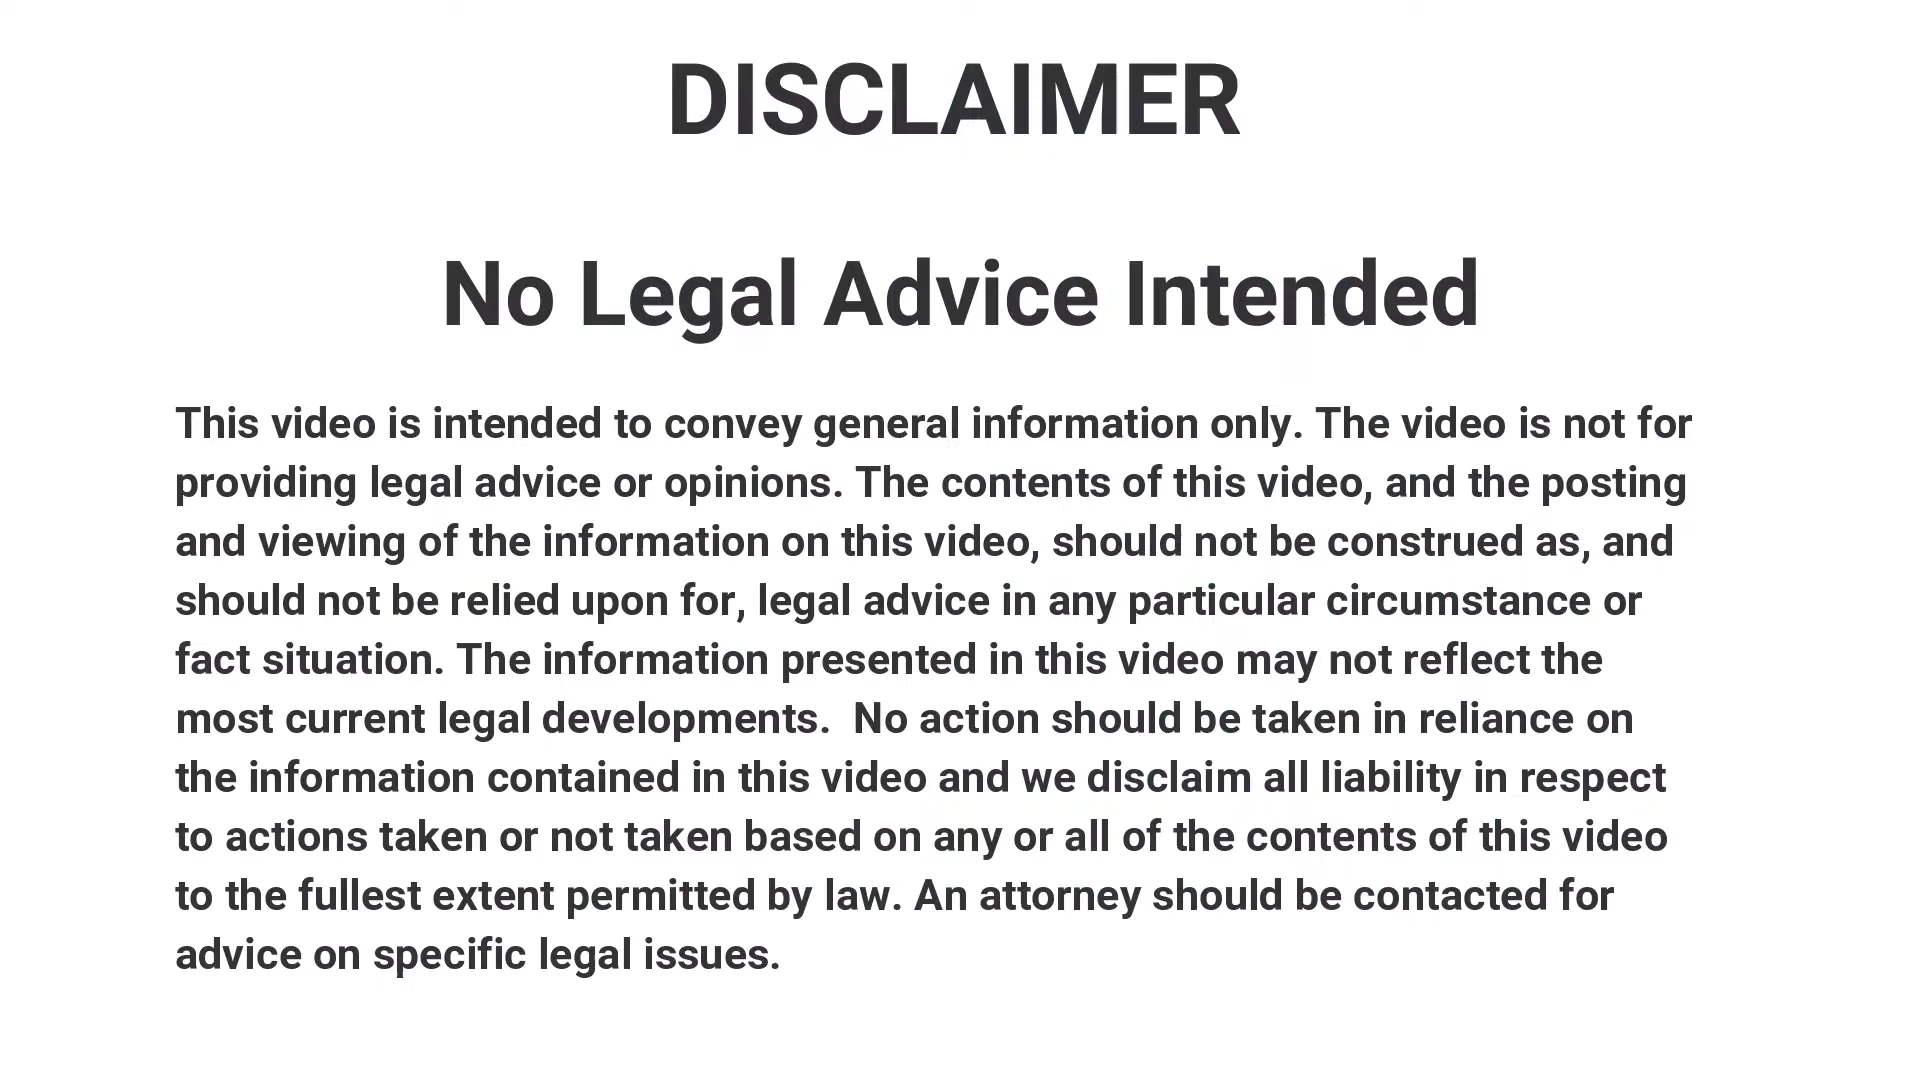 DISCLAIMER
No Legal Advice Intended
This video is intended to convey general information only. The video is not for
providing legal advice or opinions. The contents of this video, and the posting
and viewing of the information on this video, should not be construed as, and
should not be relied upon for, legal advice in any particular circumstance or
fact situation. The information presented in this video may not reflect the
most current legal developments.  No action should be taken in reliance on
the information contained in this video and we disclaim all liability in respect
to actions taken or not taken based on any or all of the contents of this video
to the fullest extent permitted by law. An attorney should be contacted for
advice on specific legal issues.